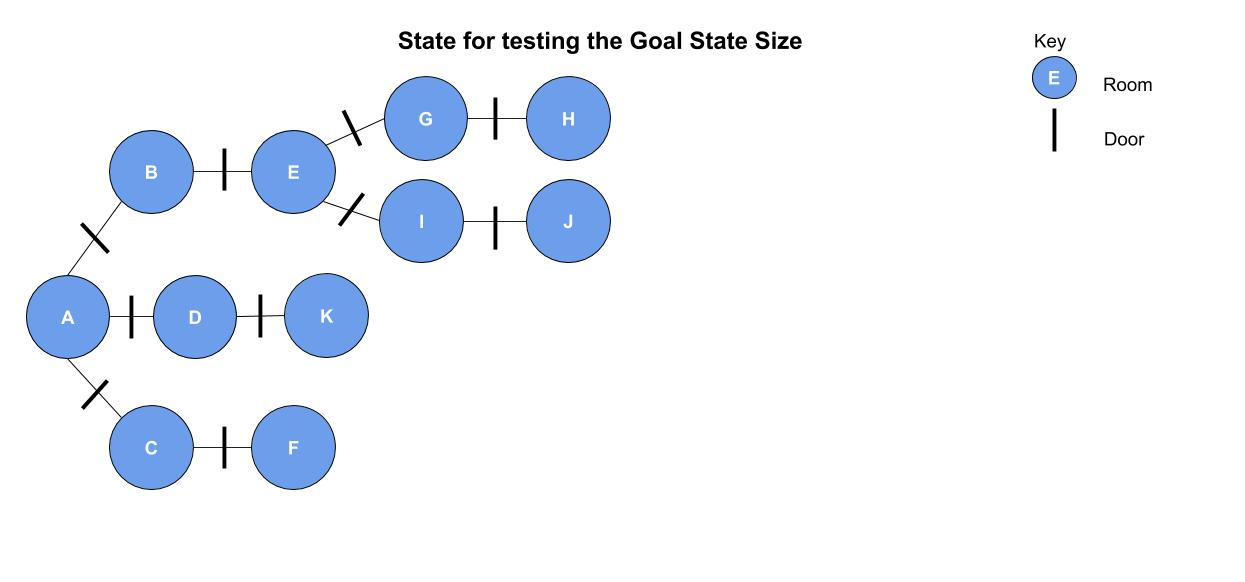 State for testing the Goal State Size
Key
E
Room
Door
G
H
B
E
I
J
A
D
K
C
F